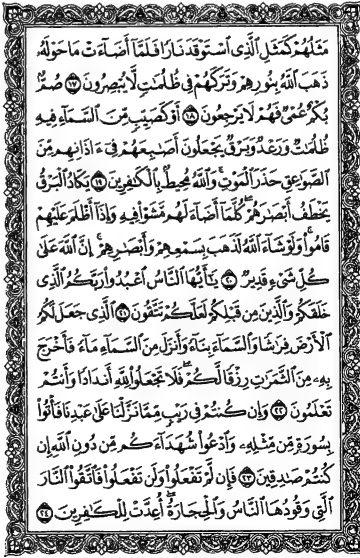 مَثَلُهُمْ كَمَثَلِ ٱلَّذِى ٱسْتَوْقَدَ نَارًا فَلَمَّآ أَضَآءَتْ مَا حَوْلَهُۥ
ذَهَبَ ٱللَّهُ بِنُورِهِمْ وَتَرَكَهُمْ فِى ظُلُمَٰتٍ لَّا يُبْصِرُونَ ١٧ صُمٌّۢ
بُكْمٌ عُمْىٌ فَهُمْ لَا يَرْجِعُونَ ١٨ أَوْ كَصَيِّبٍ مِّنَ ٱلسَّمَآءِ فِيهِ
ظُلُمَٰتٌ وَرَعْدٌ وَبَرْقٌ يَجْعَلُونَ أَصَٰبِعَهُمْ فِىٓ ءَاذَانِهِم مِّنَ
ٱلصَّوَٰعِقِ حَذَرَ ٱلْمَوْتِ ۚ وَٱللَّهُ مُحِيطٌۢ بِٱلْكَٰفِرِينَ ١٩ يَكَادُ ٱلْبَرْقُ
يَخْطَفُ أَبْصَٰرَهُمْ ۖ كُلَّمَآ أَضَآءَ لَهُم مَّشَوْا۟ فِيهِ وَإِذَآ أَظْلَمَ عَلَيْهِمْ
قَامُوا۟ ۚ وَلَوْ شَآءَ ٱللَّهُ لَذَهَبَ بِسَمْعِهِمْ وَأَبْصَٰرِهِمْ ۚ إِنَّ ٱللَّهَ عَلَىٰ
كُلِّ شَىْءٍ قَدِيرٌ ٢٠ يَٰٓأَيُّهَا ٱلنَّاسُ ٱعْبُدُوا۟ رَبَّكُمُ ٱلَّذِى
خَلَقَكُمْ وَٱلَّذِينَ مِن قَبْلِكُمْ لَعَلَّكُمْ تَتَّقُونَ ٢١ ٱلَّذِى جَعَلَ لَكُمُ
ٱلْأَرْضَ فِرَٰشًا وَٱلسَّمَآءَ بِنَآءً وَأَنزَلَ مِنَ ٱلسَّمَآءِ مَآءً فَأَخْرَجَ
بِهِۦ مِنَ ٱلثَّمَرَٰتِ رِزْقًا لَّكُمْ ۖ فَلَا تَجْعَلُوا۟ لِلَّهِ أَندَادًا وَأَنتُمْ
تَعْلَمُونَ ٢٢ وَإِن كُنتُمْ فِى رَيْبٍ مِّمَّا نَزَّلْنَا عَلَىٰ عَبْدِنَا فَأْتُوا۟
بِسُورَةٍ مِّن مِّثْلِهِۦ وَٱدْعُوا۟ شُهَدَآءَكُم مِّن دُونِ ٱللَّهِ إِن
كُنتُمْ صَٰدِقِينَ ٢٣ فَإِن لَّمْ تَفْعَلُوا۟ وَلَن تَفْعَلُوا۟ فَٱتَّقُوا۟ ٱلنَّارَ
ٱلَّتِى وَقُودُهَا ٱلنَّاسُ وَٱلْحِجَارَةُ ۖ أُعِدَّتْ لِلْكَٰفِرِينَ ٢٤